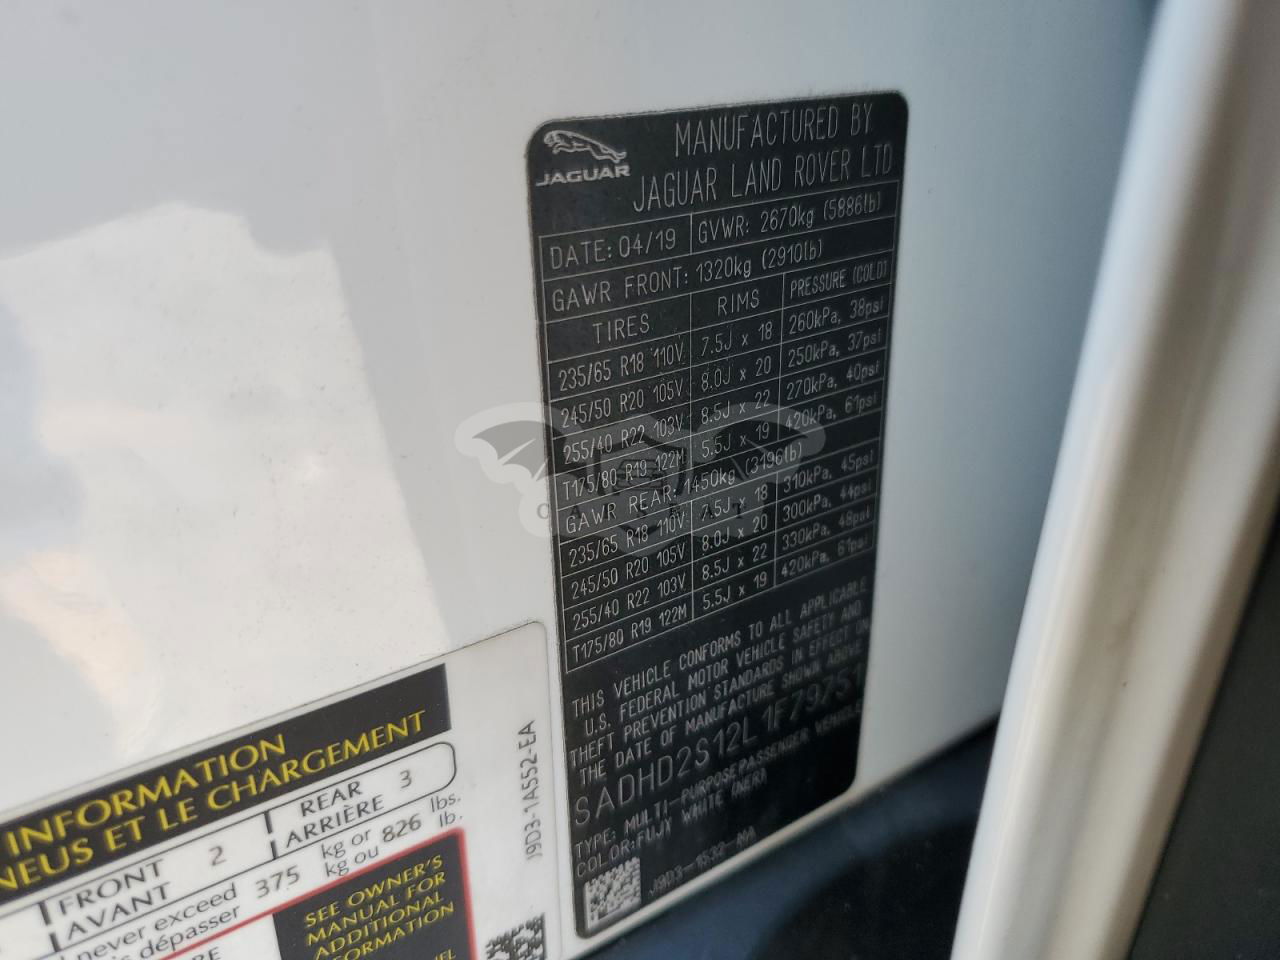 JAGUAR
MANUFACTURED BY
JAGUAR LAND ROVER LTD
DATE: 04/19 GVWR: 2670kg (5886lb)
GAWR FRONT: 1320kg (2910lb)
TIRES RIMS PRESSURE (COLD)
235/65 R18 110V 7.5J x 18 260kPa, 38psi
245/50 R20 105V 8.0J x 20 250kPa, 37psi
255/40 R22 103V 8.5J x 22 270kPa, 40psi
T175/80 R19 122M 5.5J x 19 420kPa, 61psi
GAWR REAR: 1450kg (3196lb)
235/65 R18 110V 7.5J x 18 310kPa, 45psi
245/50 R20 105V 8.0J x 20 300kPa, 44psi
255/40 R22 103V 8.5J x 22 330kPa, 48psi
T175/80 R19 122M 5.5J x 19 420kPa, 61psi
THIS VEHICLE CONFORMS TO ALL APPLICABLE
U.S. FEDERAL MOTOR VEHICLE SAFETY AND
THEFT PREVENTION STANDARDS IN EFFECT ON
THE DATE OF MANUFACTURE SHOWN ABOVE
SADHD2S12L1F79751
TYPE: MULTI-PURPOSE PASSENGER VEHICLE
COLOR:FUJY WHITE (NER)
J9D3-1532-NA
J9D3-1A552-EA
INFORMATION
NEUS ET LE CHARGEMENT
FRONT 2 REAR 3
AVANT ARRIÈRE
never exceed 375 kg or 826 lbs.
dépasser kg ou lb.
SEE OWNER'S
MANUAL FOR
ADDITIONAL
INFORMATION